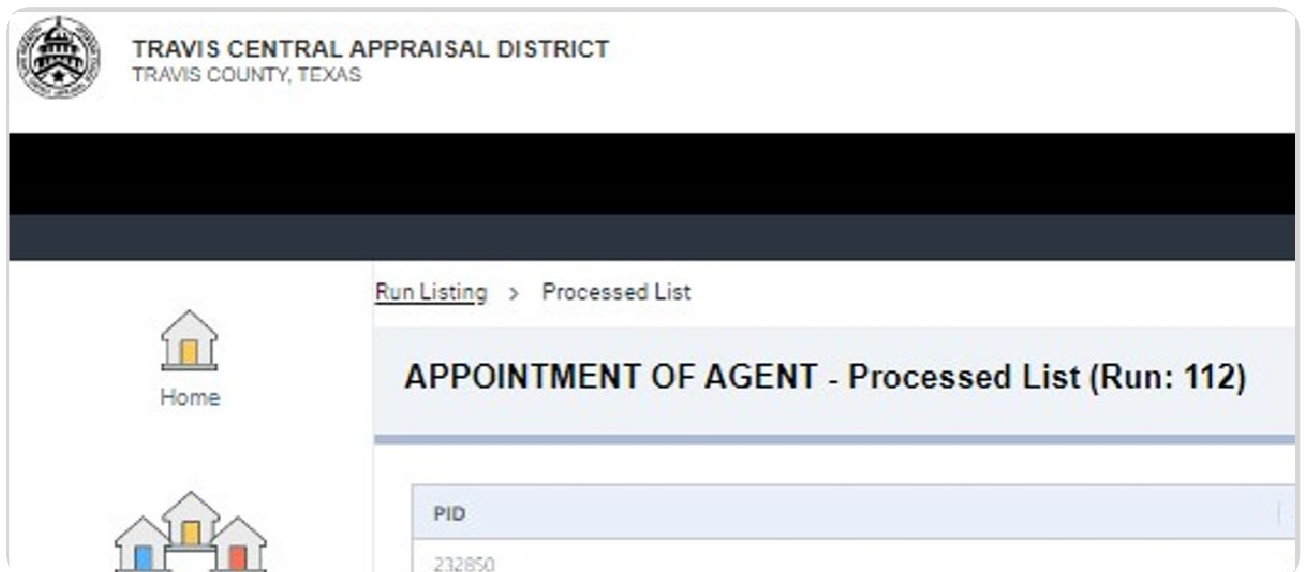 TRAVIS CENTRAL APPRAISAL DISTRICT
TRAVIS COUNTY, TEXAS
Run Listing > Processed List
APPOINTMENT OF AGENT - Processed List (Run: 112)
Home
PID
232850